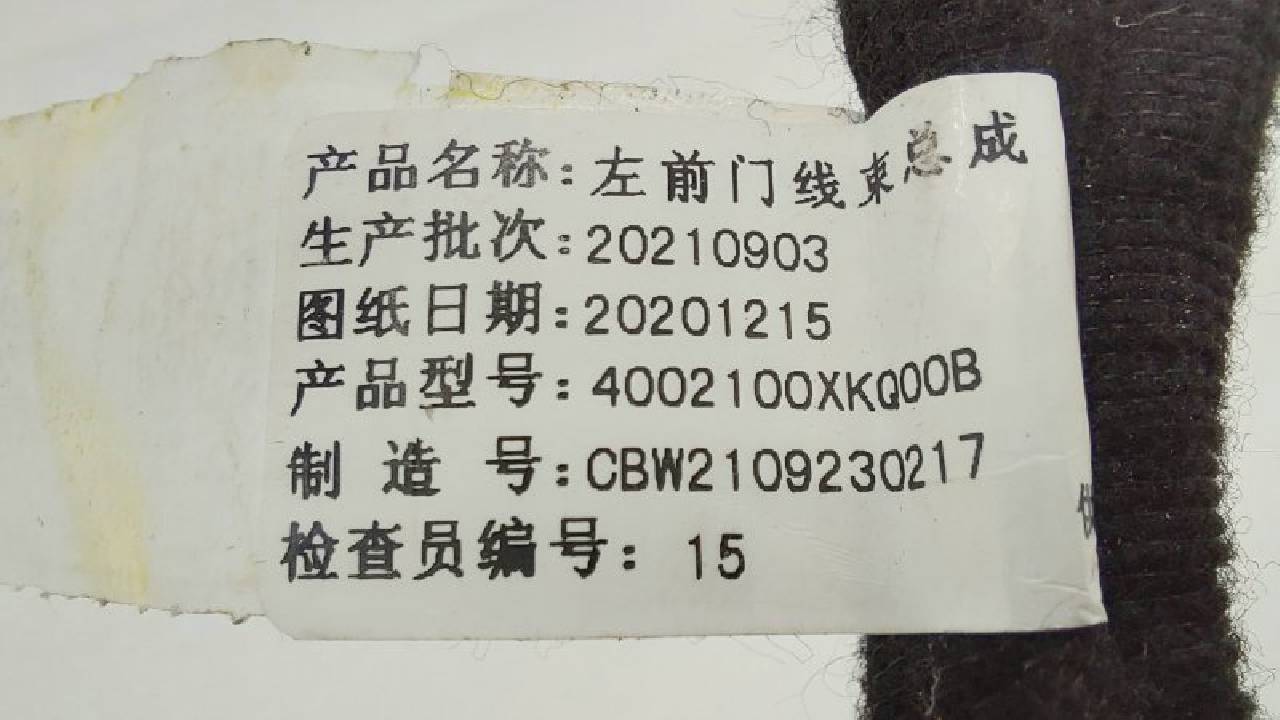 产品名称:左前门线束总成
生产批次:20210903
图纸日期:20201215
产品型号:4002100XKQ00B
制 造 号:CBW2109230217
检查员编号: 15